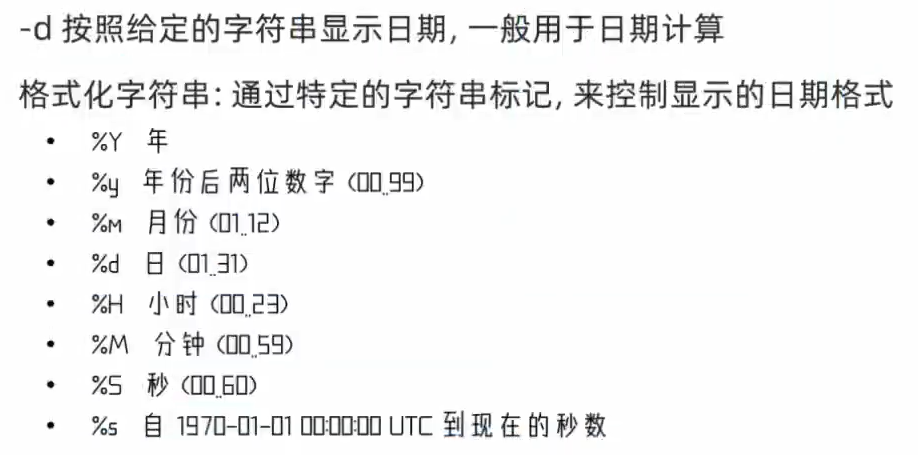 -d 按照给定的字符串显示日期, 一般用于日期计算
格式化字符串: 通过特定的字符串标记, 来控制显示的日期格式
• %Y 年
• %y 年份后两位数字 (00..99)
• %m 月份 (01..12)
• %d 日 (01..31)
• %H 小时 (00..23)
• %M 分钟 (00..59)
• %S 秒 (00..60)
• %s 自 1970-01-01 00:00:00 UTC 到现在的秒数